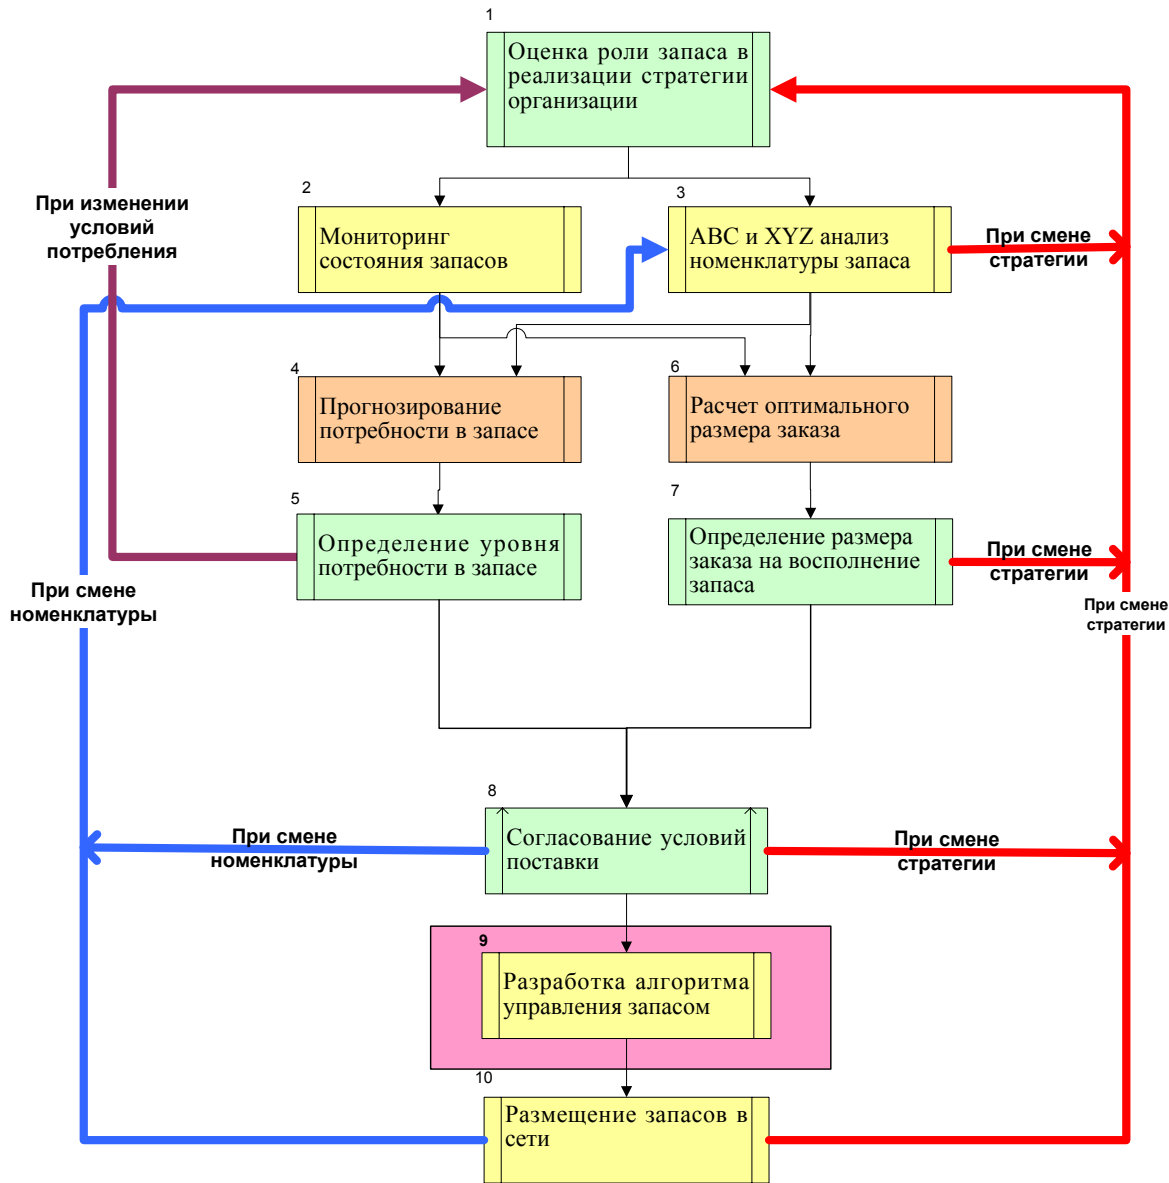 1
Оценка роли запаса в
реализации стратегии
организации
2
Мониторинг
состояния запасов
3
ABC и XYZ анализ
номенклатуры запаса
При смене
стратегии
При изменении
условий
потребления
4
Прогнозирование
потребности в запасе
6
Расчет оптимального
размера заказа
5
Определение уровня
потребности в запасе
7
Определение размера
заказа на восполнение
запаса
При смене
стратегии
При смене
номенклатуры
При смене
стратегии
8
Согласование условий
поставки
При смене
номенклатуры
При смене
стратегии
9
Разработка алгоритма
управления запасом
10
Размещение запасов в
сети